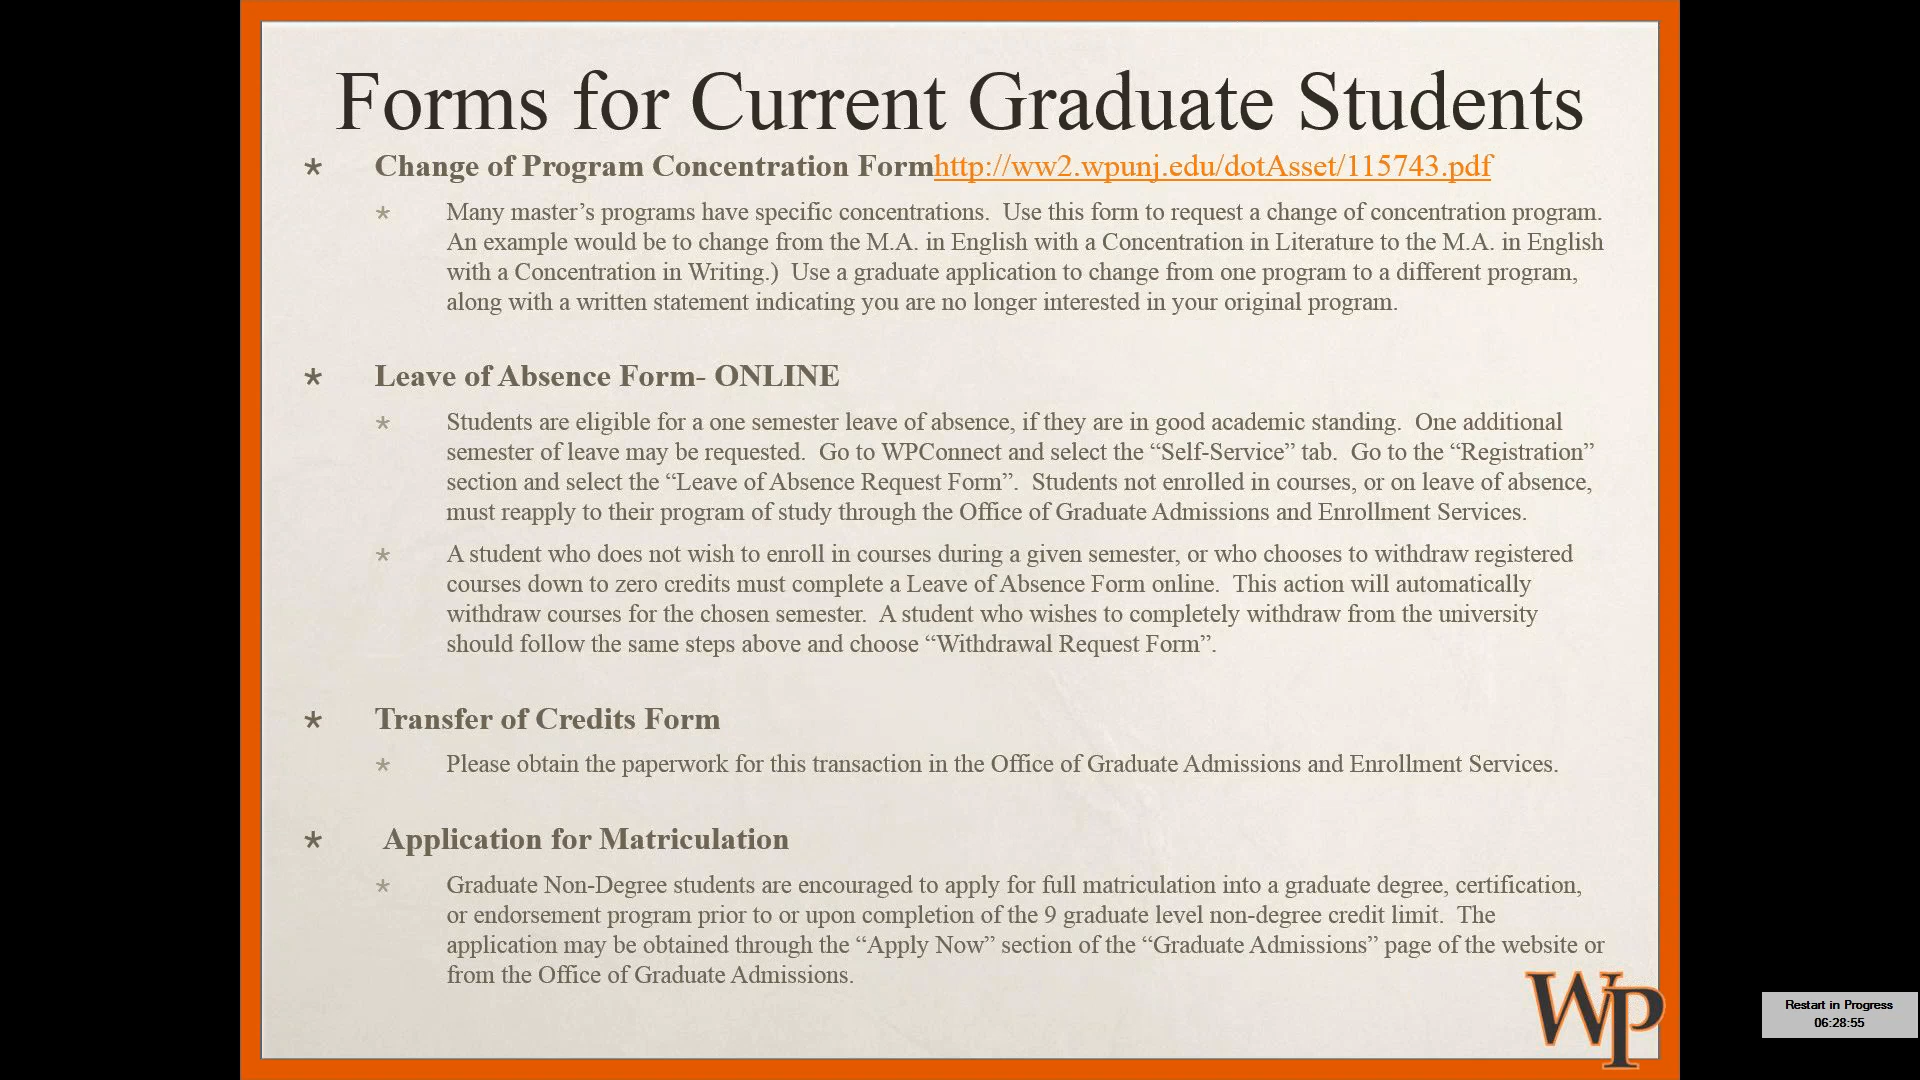 Forms for Current Graduate Students
* Change of Program Concentration Formhttp://ww2.wpunj.edu/dotAsset/115743.pdf
* Many master’s programs have specific concentrations.  Use this form to request a change of concentration program.
An example would be to change from the M.A. in English with a Concentration in Literature to the M.A. in English
with a Concentration in Writing.)  Use a graduate application to change from one program to a different program,
along with a written statement indicating you are no longer interested in your original program.
* Leave of Absence Form- ONLINE
* Students are eligible for a one semester leave of absence, if they are in good academic standing.  One additional
semester of leave may be requested.  Go to WPConnect and select the “Self-Service” tab.  Go to the “Registration”
section and select the “Leave of Absence Request Form”.  Students not enrolled in courses, or on leave of absence,
must reapply to their program of study through the Office of Graduate Admissions and Enrollment Services.
* A student who does not wish to enroll in courses during a given semester, or who chooses to withdraw registered
courses down to zero credits must complete a Leave of Absence Form online.  This action will automatically
withdraw courses for the chosen semester.  A student who wishes to completely withdraw from the university
should follow the same steps above and choose “Withdrawal Request Form”.
* Transfer of Credits Form
* Please obtain the paperwork for this transaction in the Office of Graduate Admissions and Enrollment Services.
* Application for Matriculation
* Graduate Non-Degree students are encouraged to apply for full matriculation into a graduate degree, certification,
or endorsement program prior to or upon completion of the 9 graduate level non-degree credit limit.  The
application may be obtained through the “Apply Now” section of the “Graduate Admissions” page of the website or
from the Office of Graduate Admissions.
WP
Restart in Progress
06:28:55